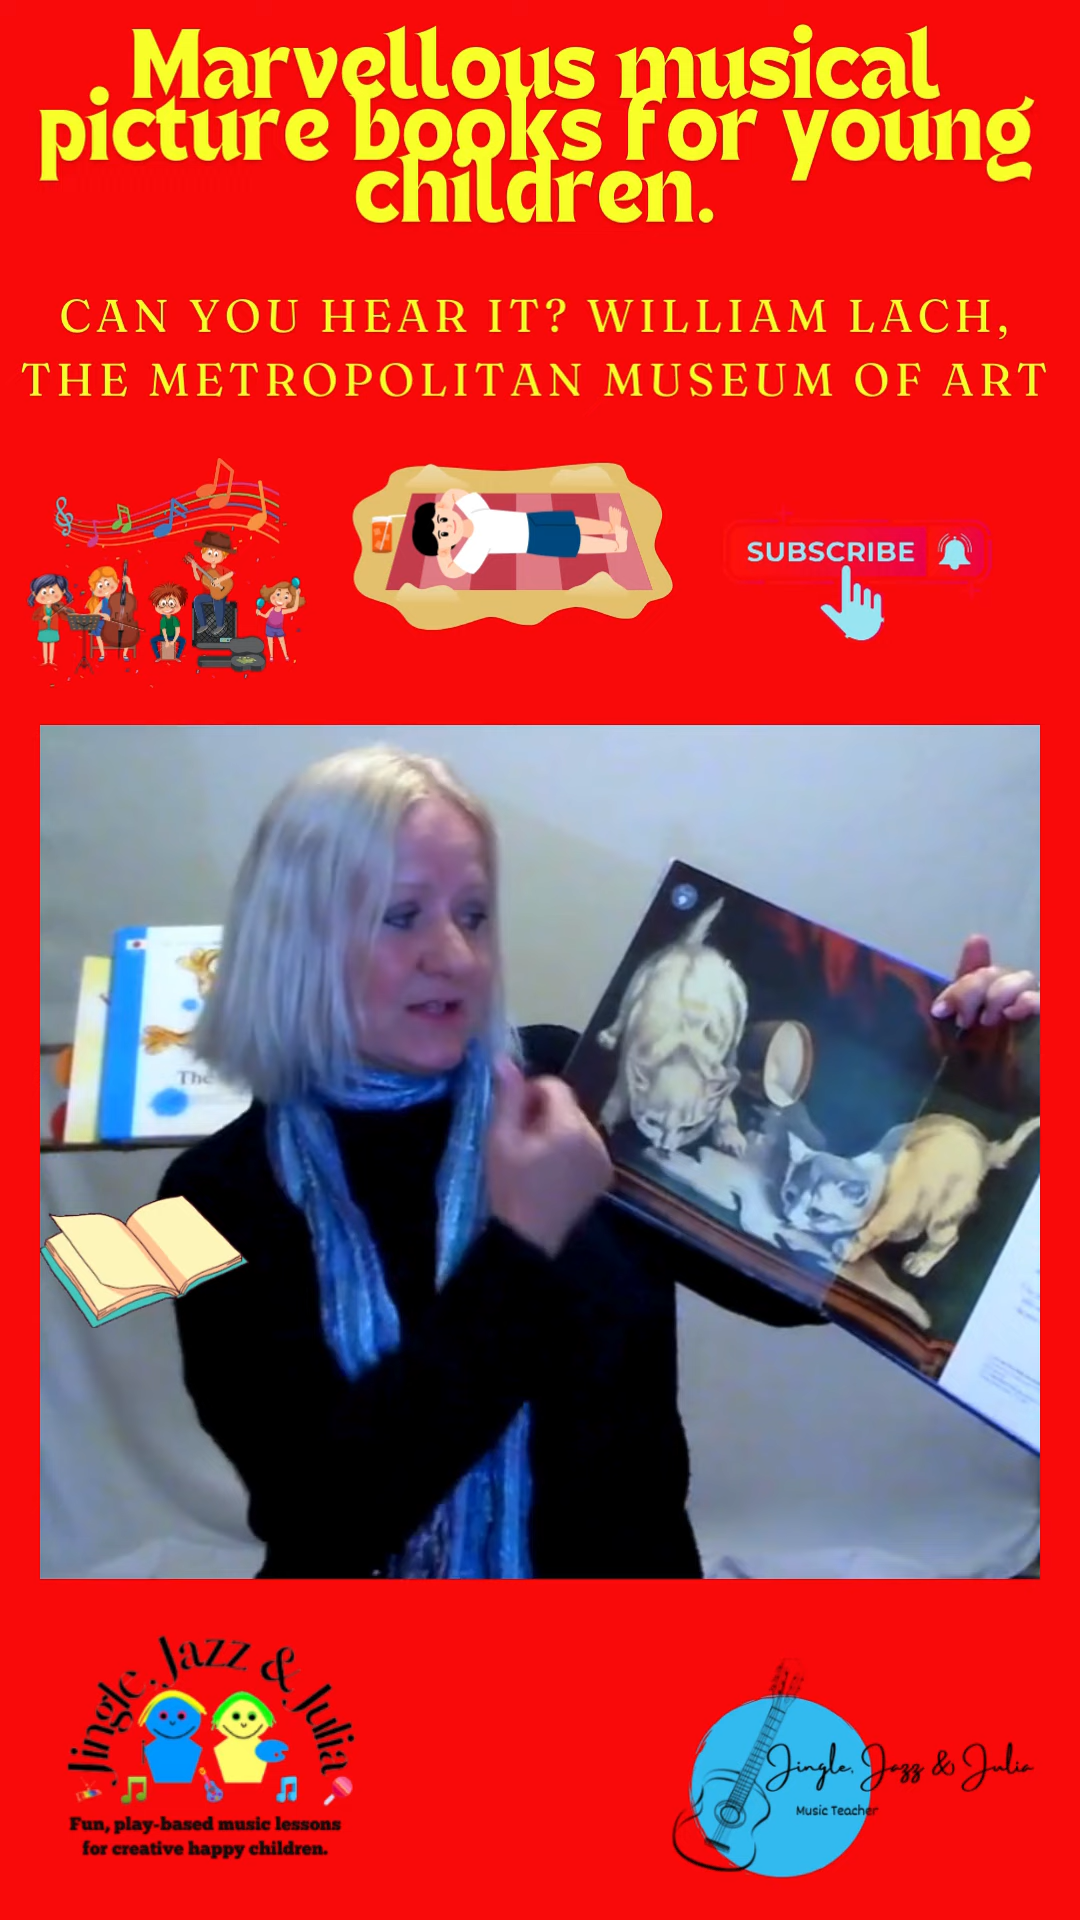 Marvellous musical
picture books for young
children.
CAN YOU HEAR IT? WILLIAM LACH,
THE METROPOLITAN MUSEUM OF ART
SUBSCRIBE
The
Jingle, Jazz & Julia
Fun, play-based music lessons
for creative happy children.
Jingle, Jazz & Julia
Music Teacher